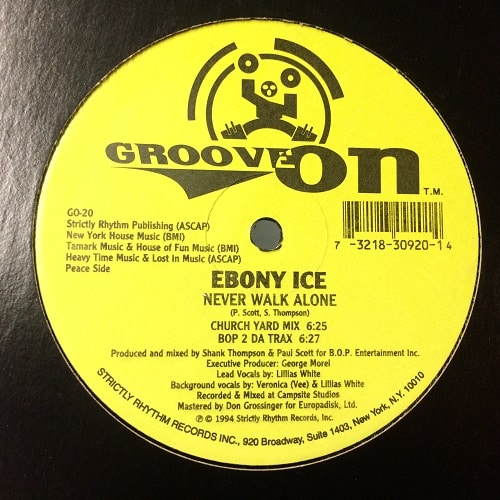 GROOVE ON
T.M.
GO-20
Strictly Rhythm Publishing (ASCAP)
New York House Music (BMI)
Tamark Music & House of Fun Music (BMI)
Heavy Time Music & Lost In Music (ASCAP)
Peace Side
7 -3218-30920-1 4
EBONY ICE
NEVER WALK ALONE
(P. Scott, S. Thompson)
CHURCH YARD MIX 6:25
BOP 2 DA TRAX 6:27
Produced and mixed by Shank Thompson & Paul Scott for B.O.P. Entertainment Inc.
Executive Producer: George Morel
Lead Vocals by: Lillias White
Background vocals by: Veronica (Vee) & Lillias White
Recorded & Mixed at Campsite Studios
Mastered by Don Grossinger for Europadisk, Ltd.
℗ © 1994 Strictly Rhythm Records, Inc.
STRICTLY RHYTHM RECORDS INC., 920 Broadway, Suite 1403, New York, N.Y. 10010